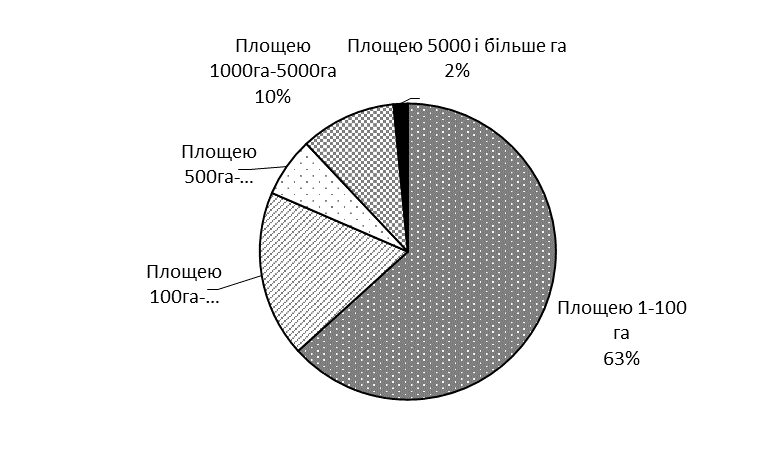 Площею
1000га-5000га
10%
Площею 5000 і більше га
2%
Площею
500га-...
Площею
100га-...
Площею 1-100
га
63%